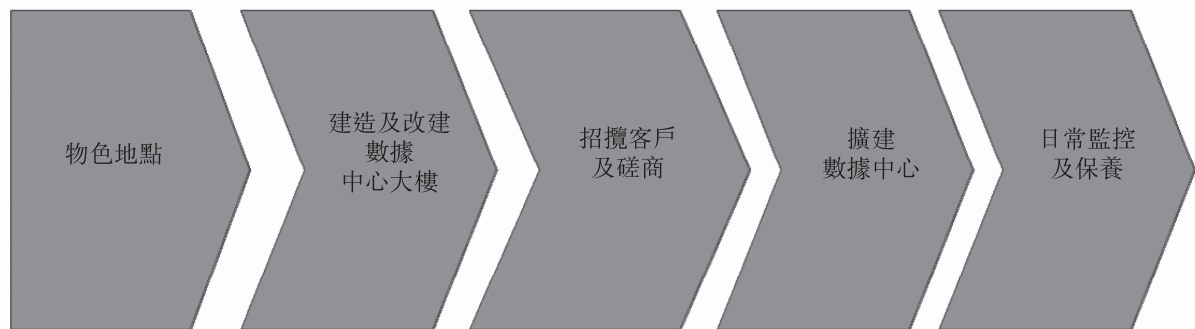 物色地點
建造及改建
數據
中心大樓
招攬客戶
及磋商
擴建
數據中心
日常監控
及保養